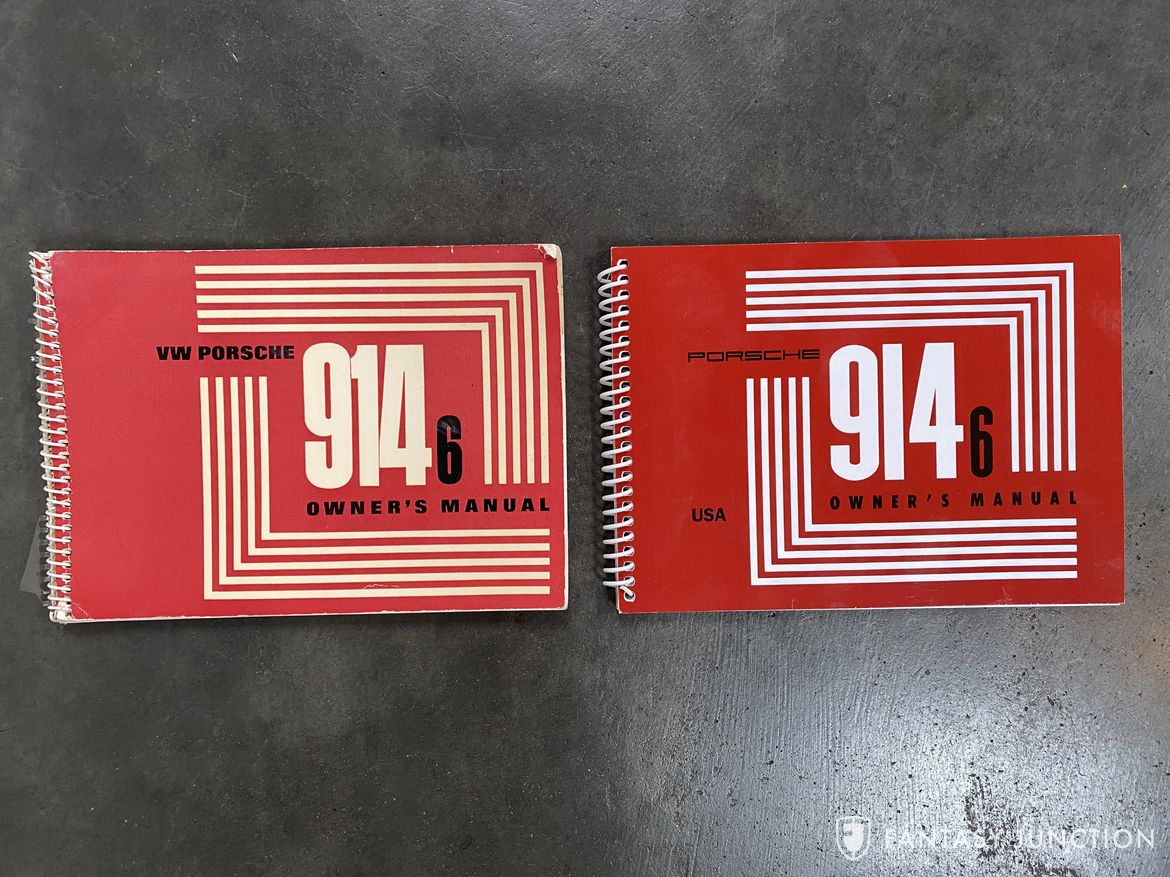 VW PORSCHE
914 6
OWNER'S MANUAL
PORSCHE
914 6
OWNER'S MANUAL
USA
FANTASY JUNCTION